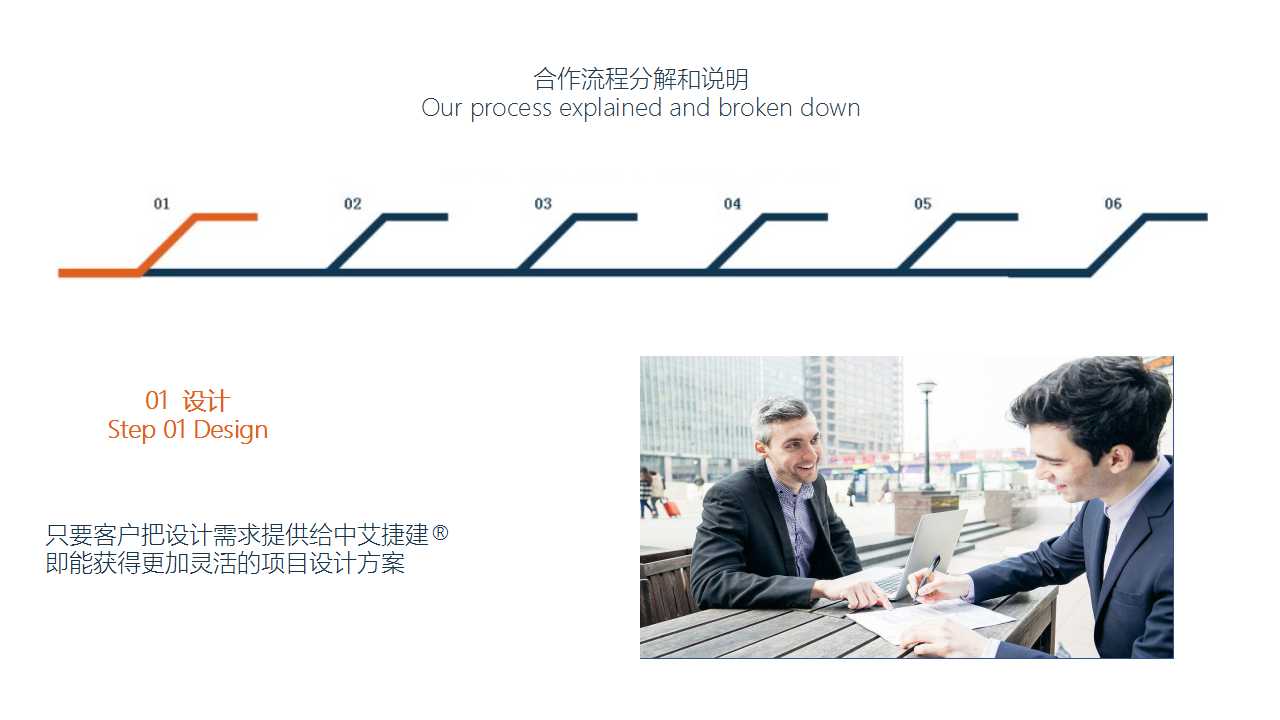 合作流程分解和说明
Our process explained and broken down
01 02 03 04 05 06
01 设计
Step 01 Design
只要客户把设计需求提供给中艾捷建®
即能获得更加灵活的项目设计方案